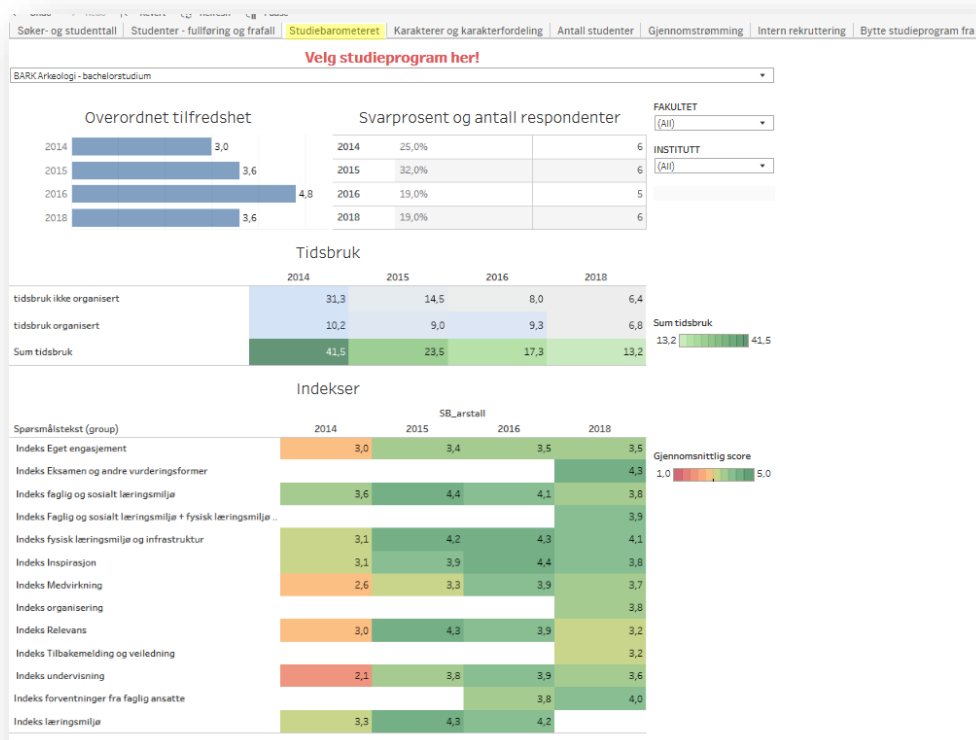 Søker- og studenttall Studenter - fullføring og frafall Studiebarometeret Karakterer og karakterfordeling Antall studenter Gjennomstrømming Intern rekruttering Bytte studieprogram fra
Velg studieprogram her!
BARK Arkeologi - bachelorstudium
Overordnet tilfredshet
2014 3,0
2015 3,6
2016 4,8
2018 3,6
Svarprosent og antall respondenter
2014 25,0% 6
2015 32,0% 6
2016 19,0% 5
2018 19,0% 6
FAKULTET
(All)
INSTITUTT
(All)
Tidsbruk
2014 2015 2016 2018
tidsbruk ikke organisert 31,3 14,5 8,0 6,4
tidsbruk organisert 10,2 9,0 9,3 6,8
Sum tidsbruk 41,5 23,5 17,3 13,2
Sum tidsbruk
13,2 41,5
Indekser
SB_arstall
Spørsmålstekst (group) 2014 2015 2016 2018
Indeks Eget engasjement 3,0 3,4 3,5 3,5
Indeks Eksamen og andre vurderingsformer 4,3
Indeks faglig og sosialt læringsmiljø 3,6 4,4 4,1 3,8
Indeks Faglig og sosialt læringsmiljø + fysisk læringsmiljø .. 3,9
Indeks fysisk læringsmiljø og infrastruktur 3,1 4,2 4,3 4,1
Indeks Inspirasjon 3,1 3,9 4,4 3,8
Indeks Medvirkning 2,6 3,3 3,9 3,7
Indeks organisering 3,8
Indeks Relevans 3,0 4,3 3,9 3,2
Indeks Tilbakemelding og veiledning 3,2
Indeks undervisning 2,1 3,8 3,9 3,6
Indeks forventninger fra faglig ansatte 3,8 4,0
Indeks læringsmiljø 3,3 4,3 4,2
Gjennomsnittlig score
1,0 5,0